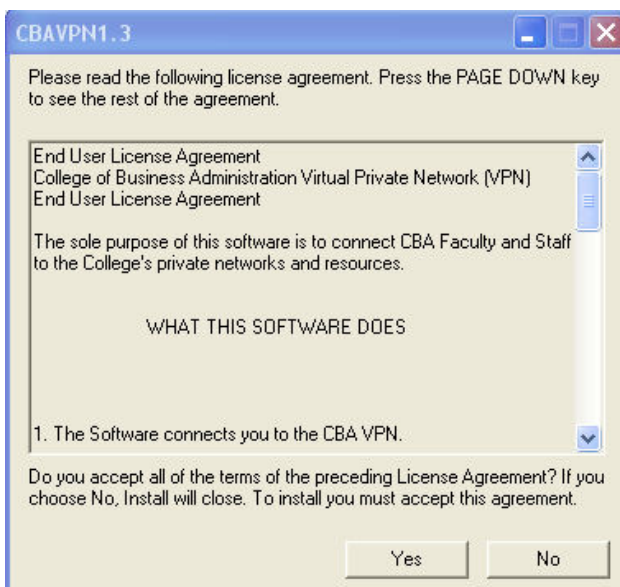 CBAVPN1.3
Please read the following license agreement. Press the PAGE DOWN key
to see the rest of the agreement.
End User License Agreement
College of Business Administration Virtual Private Network (VPN)
End User License Agreement
The sole purpose of this software is to connect CBA Faculty and Staff
to the College's private networks and resources.
WHAT THIS SOFTWARE DOES
1. The Software connects you to the CBA VPN.
Do you accept all of the terms of the preceding License Agreement? If you
choose No, Install will close. To install you must accept this agreement.
Yes
No